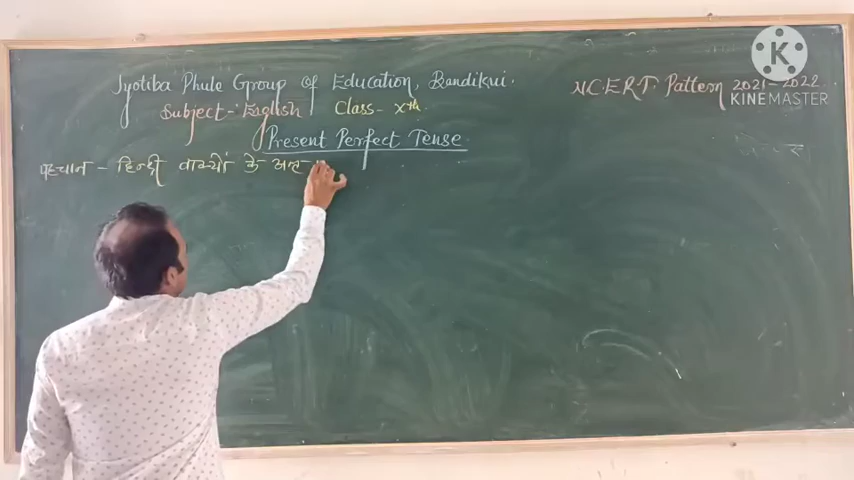 Jyotiba Phule Group of Education, Bandikui.
NCERT Pattern 2021-2022
Subject- English Class- Xth
Present Perfect Tense
पहचान - हिन्दी वाक्यों के अन्त
KINEMASTER